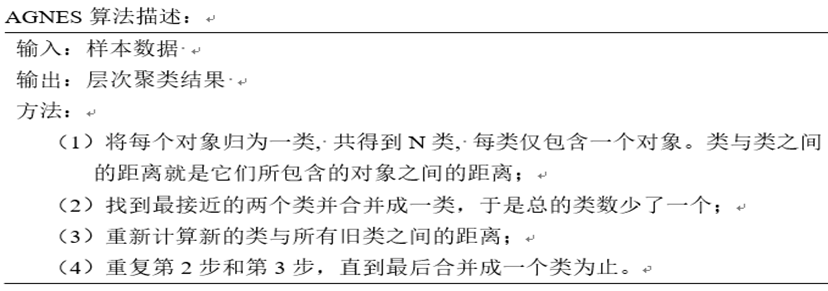 AGNES 算法描述：
输入：样本数据
输出：层次聚类结果
方法：
（1）将每个对象归为一类, 共得到 N 类, 每类仅包含一个对象。类与类之间
的距离就是它们所包含的对象之间的距离；
（2）找到最接近的两个类并合并成一类，于是总的类数少了一个；
（3）重新计算新的类与所有旧类之间的距离；
（4）重复第 2 步和第 3 步，直到最后合并成一个类为止。